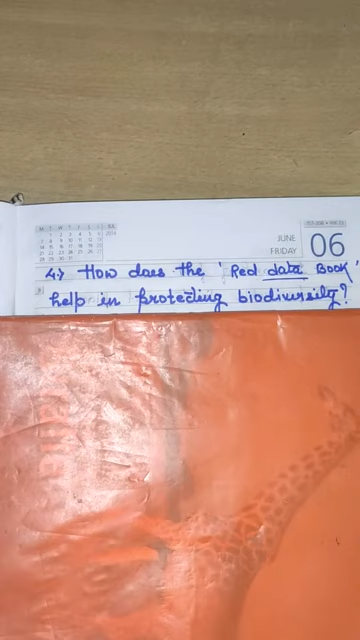 JUNE
FRIDAY
06
4.) How does the 'Red data Book'
help in protecting biodiversity?